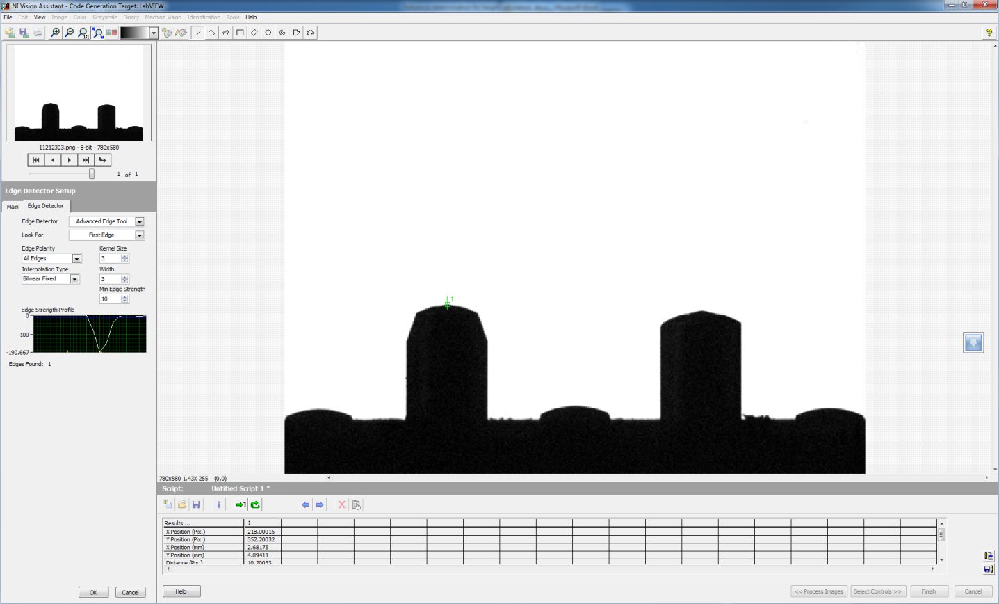 NI Vision Assistant - Code Generation Target: LabVIEW
File Edit View Image Color Grayscale Binary Machine Vision Identification Tools Help
1:1
?
11212303.png - 8-bit - 780x580
1 of 1
Edge Detector Setup
Main Edge Detector
Edge Detector Advanced Edge Tool
Look For First Edge
Edge Polarity Kernel Size
All Edges 3
Interpolation Type Width
Bilinear Fixed 3
Min Edge Strength
10
Edge Strength Profile
0
-100
-190.667
Edges Found: 1
OK Cancel
1
780x580 1.43X 255 (0,0)
Script: Untitled Script 1 *
1
Results ... 1
X Position (Pix.) 218.00015
Y Position (Pix.) 352.20032
X Position (mm) 2.68175
Y Position (mm) 4.89411
Distance (Pix.) 10.20033
Help
<< Process Images Select Controls >> Finish Cancel